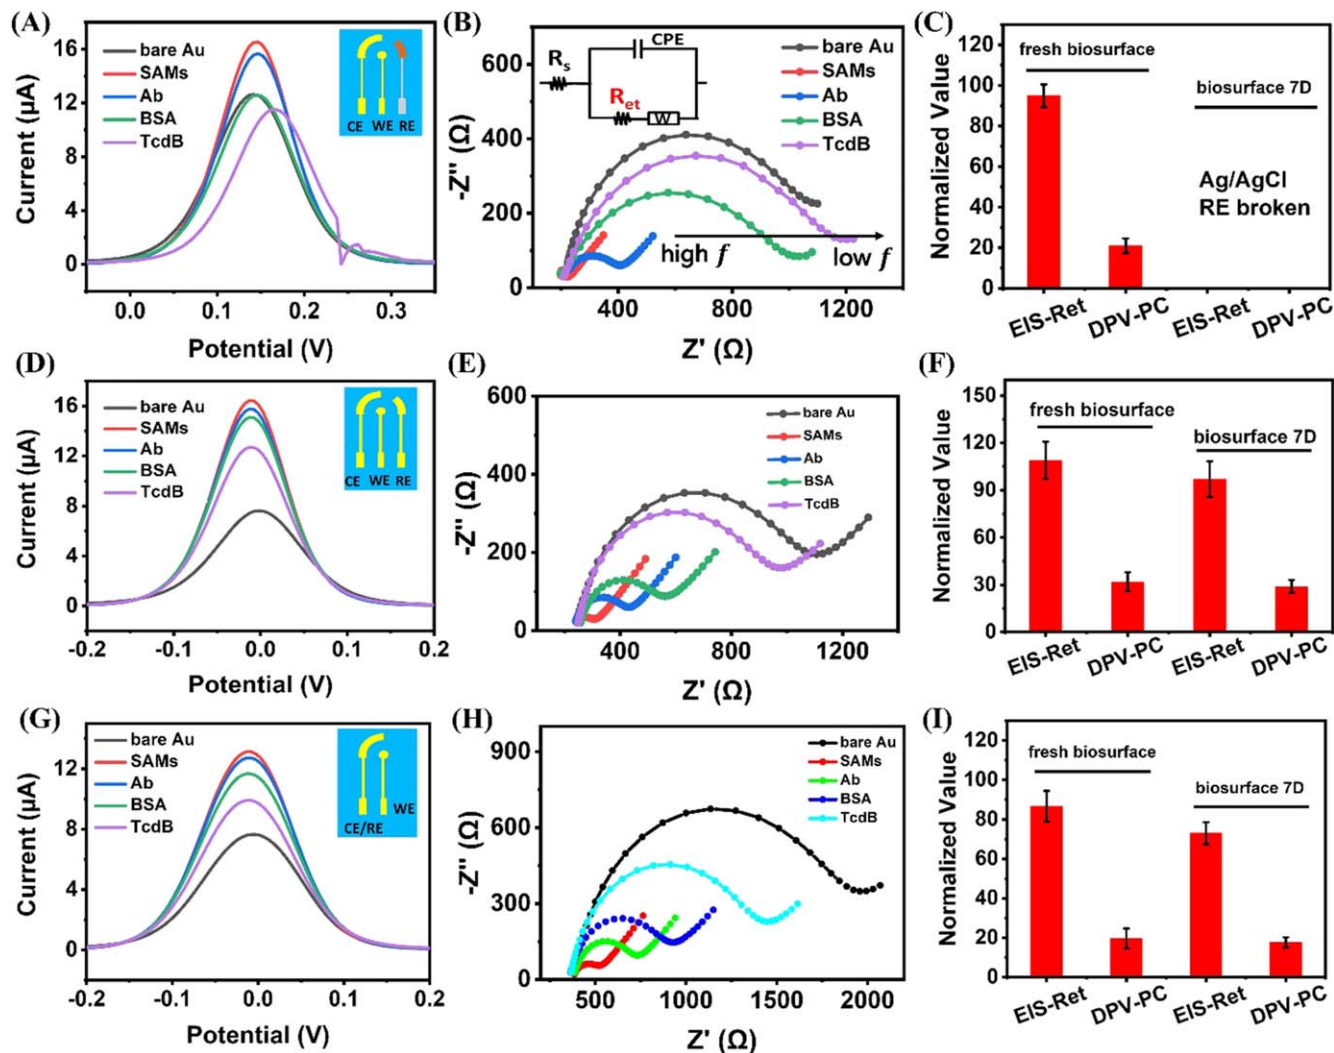 (A)
Current (µA)
16
12
8
4
0
bare Au
SAMs
Ab
BSA
TcdB
CE WE RE
0.0 0.1 0.2 0.3
Potential (V)
(B)
-Z'' (Ω)
600
400
200
0
Rs
CPE
Ret
W
bare Au
SAMs
Ab
BSA
TcdB
high f
low f
0 400 800 1200
Z' (Ω)
(C)
Normalized Value
120
100
80
60
40
20
0
fresh biosurface
biosurface 7D
Ag/AgCl
RE broken
EIS-Ret DPV-PC EIS-Ret DPV-PC
(D)
Current (µA)
16
12
8
4
0
bare Au
SAMs
Ab
BSA
TcdB
CE WE RE
-0.2 -0.1 0.0 0.1 0.2
Potential (V)
(E)
-Z'' (Ω)
600
400
200
0
bare Au
SAMs
Ab
BSA
TcdB
400 800 1200
Z' (Ω)
(F)
Normalized Value
150
120
90
60
30
0
fresh biosurface
biosurface 7D
EIS-Ret DPV-PC EIS-Ret DPV-PC
(G)
Current (µA)
12
8
4
0
bare Au
SAMs
Ab
BSA
TcdB
WE
CE/RE
-0.2 -0.1 0.0 0.1 0.2
Potential (V)
(H)
-Z'' (Ω)
900
600
300
0
bare Au
SAMs
Ab
BSA
TcdB
500 1000 1500 2000
Z' (Ω)
(I)
Normalized Value
120
100
80
60
40
20
0
fresh biosurface
biosurface 7D
EIS-Ret DPV-PC EIS-Ret DPV-PC